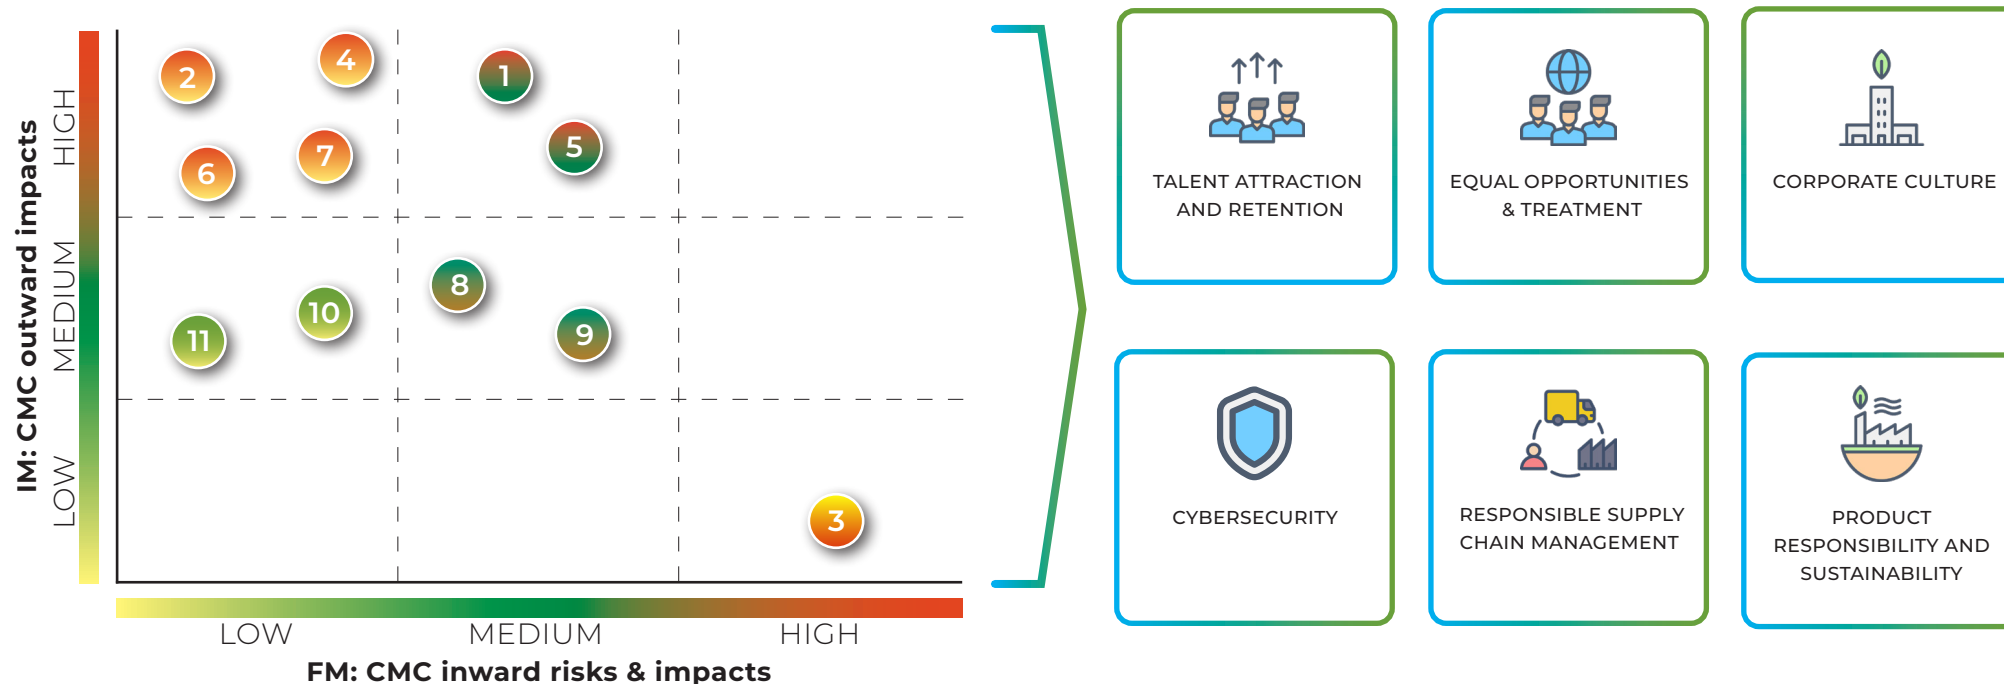 IM: CMC outward impacts
HIGH
MEDIUM
LOW
2
4
1
5
6
7
8
9
10
11
3
LOW
MEDIUM
HIGH
FM: CMC inward risks & impacts
TALENT ATTRACTION
AND RETENTION
EQUAL OPPORTUNITIES
& TREATMENT
CORPORATE CULTURE
CYBERSECURITY
RESPONSIBLE SUPPLY
CHAIN MANAGEMENT
PRODUCT
RESPONSIBILITY AND
SUSTAINABILITY